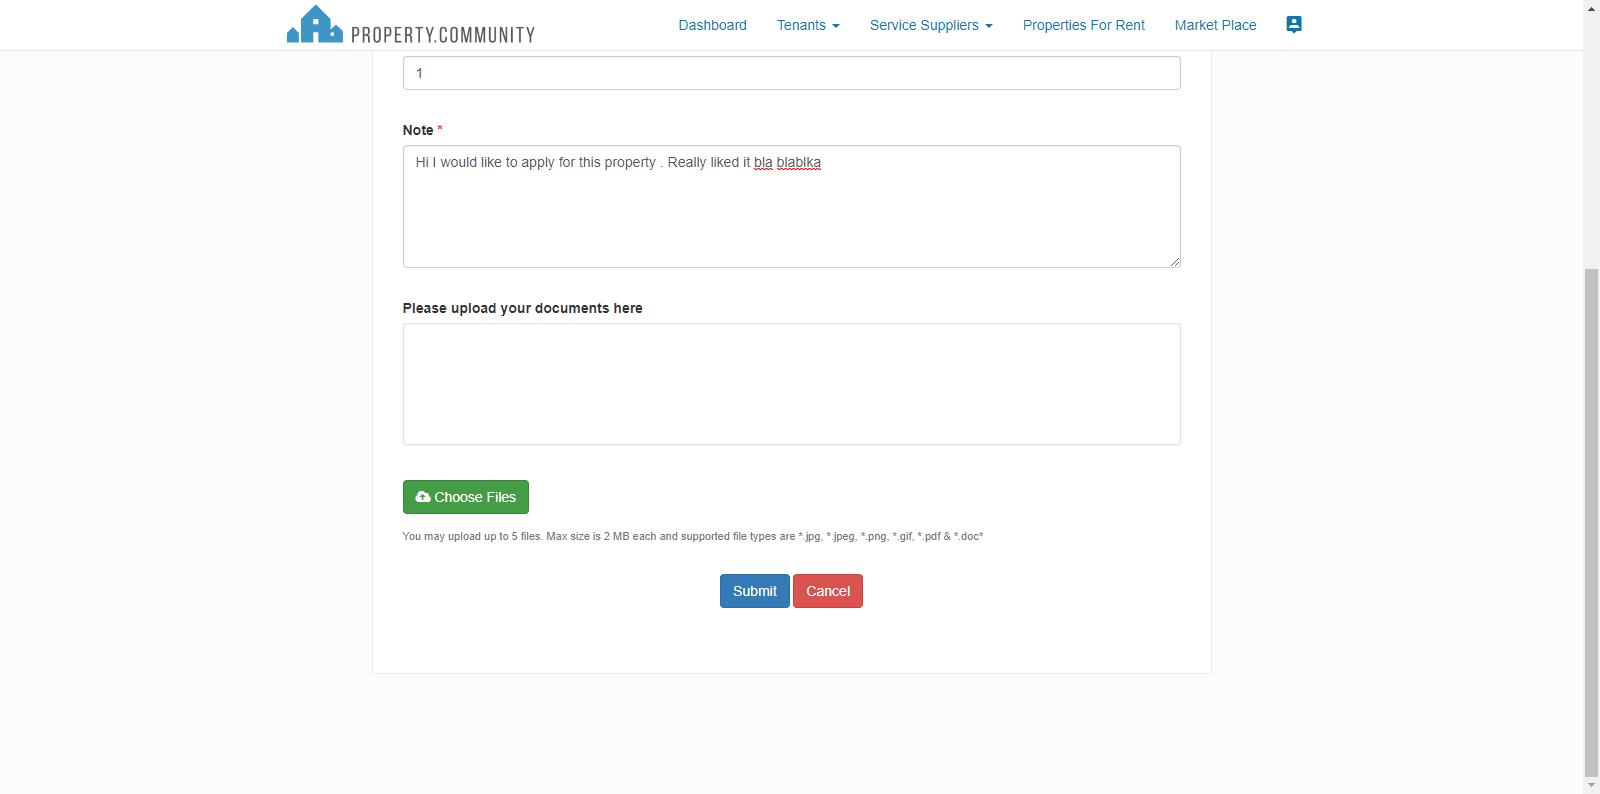 PROPERTY.COMMUNITY
Dashboard
Tenants
Service Suppliers
Properties For Rent
Market Place
1
Note *
Hi I would like to apply for this property . Really liked it bla blablka
Please upload your documents here
Choose Files
You may upload up to 5 files. Max size is 2 MB each and supported file types are *.jpg, *.jpeg, *.png, *.gif, *.pdf & *.doc*
Submit
Cancel